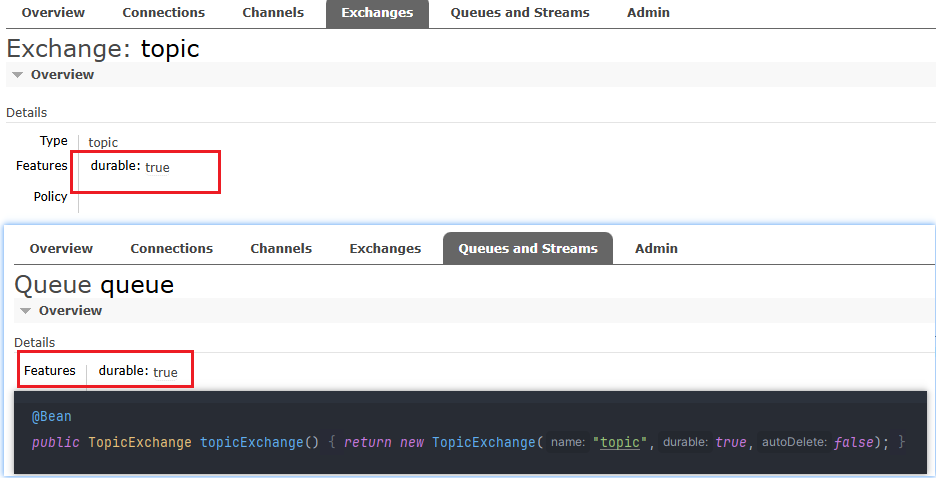 Overview Connections Channels Exchanges Queues and Streams Admin
Exchange: topic
Overview
Details
Type topic
Features durable: true
Policy
Overview Connections Channels Exchanges Queues and Streams Admin
Queue queue
Overview
Details
Features durable: true
@Bean
public TopicExchange topicExchange() { return new TopicExchange( name: "topic", durable: true, autoDelete: false); }